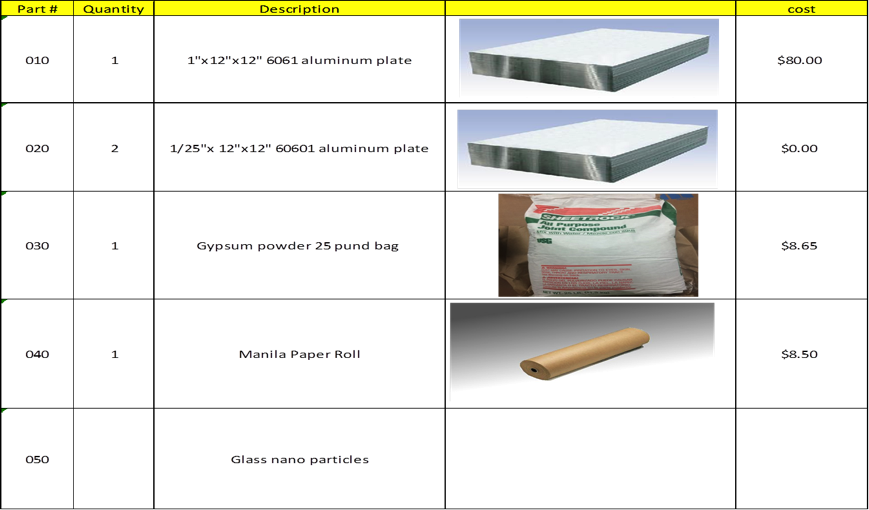 Part # Quantity Description cost
010 1 1"x12"x12" 6061 aluminum plate $80.00
020 2 1/25"x 12"x12" 60601 aluminum plate $0.00
SHEETROCK
All Purpose
Joint Compound
030 1 Gypsum powder 25 pund bag $8.65
040 1 Manila Paper Roll $8.50
050 Glass nano particles